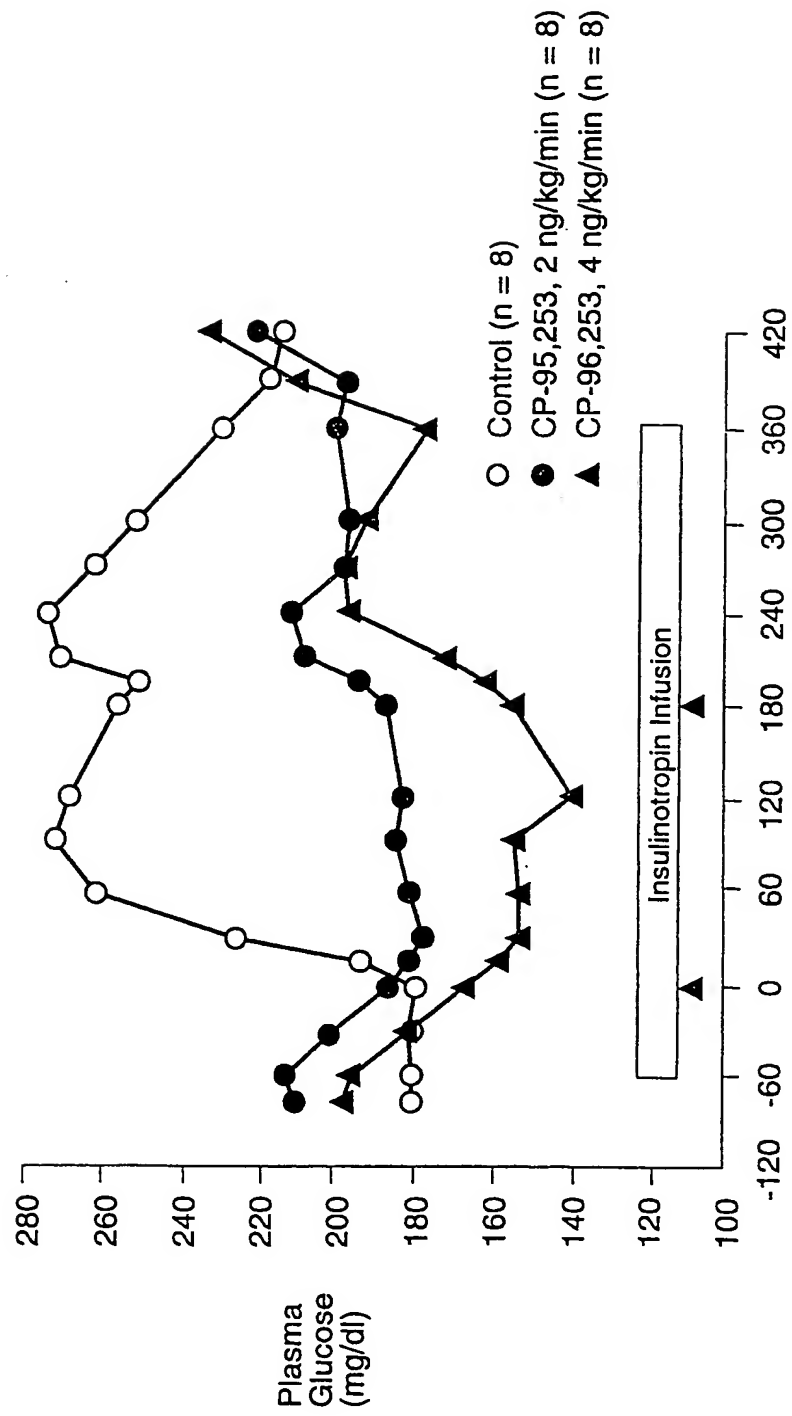 Plasma
Glucose
(mg/dl)
280
260
240
220
200
180
160
140
120
100
Insulinotropin Infusion
-120
-60
0
60
120
180
240
300
360
420
Control (n = 8)
CP-95,253, 2 ng/kg/min (n = 8)
CP-96,253, 4 ng/kg/min (n = 8)